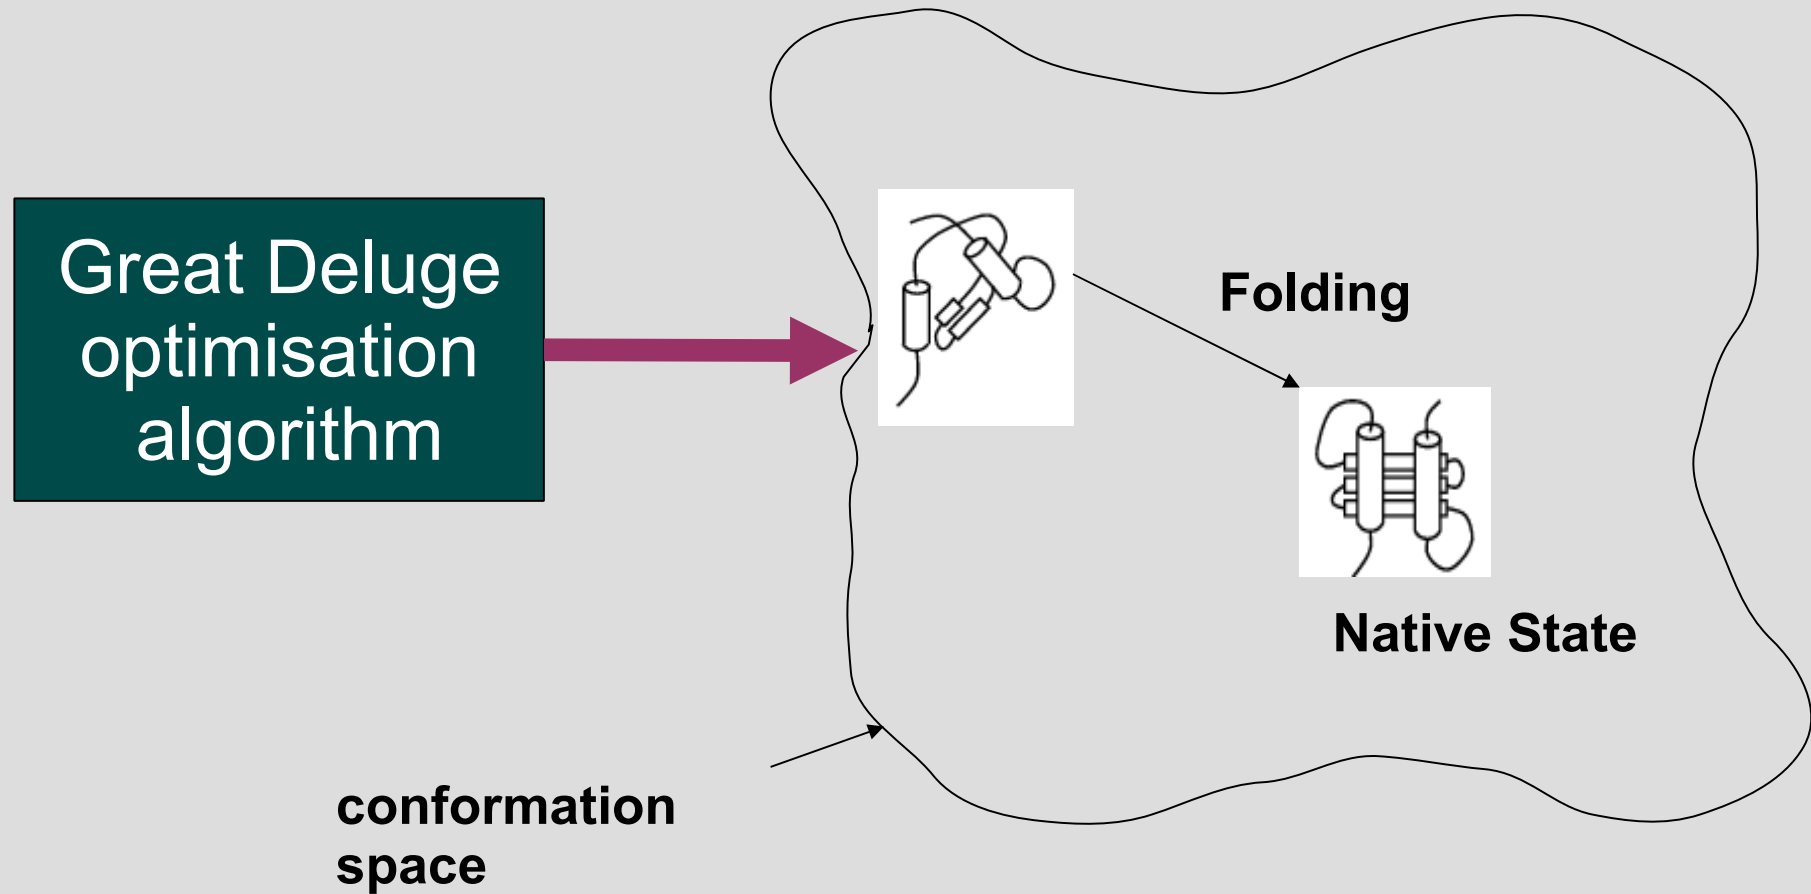 Great Deluge
optimisation
algorithm
Folding
Native State
conformation
space